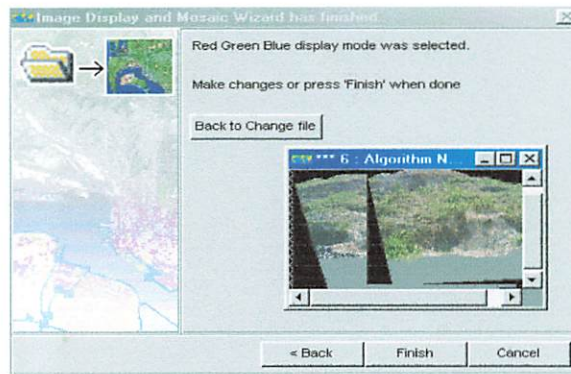 Image Display and Mosaic Wizard has finished.
Red Green Blue display mode was selected.
Make changes or press 'Finish' when done
Back to Change file
*** 6 : Algorithm N...
< Back
Finish
Cancel